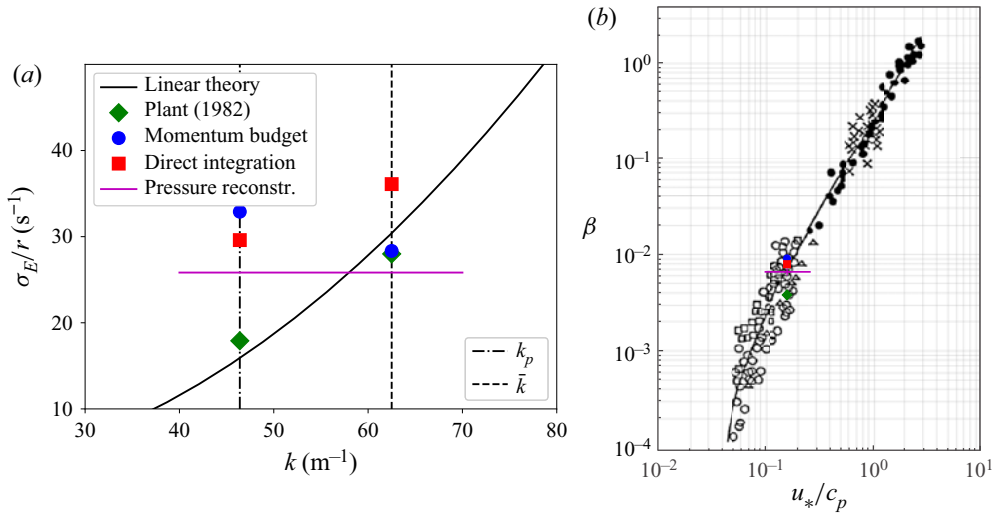 (a)
Linear theory
Plant (1982)
Momentum budget
Direct integration
Pressure reconstr.
40
30
20
10
σ_E/r (s⁻¹)
k_p
k̄
30
40
50
60
70
80
k (m⁻¹)
(b)
10⁰
10⁻¹
10⁻²
10⁻³
10⁻⁴
β
10⁻²
10⁻¹
10⁰
10¹
u_*/c_p